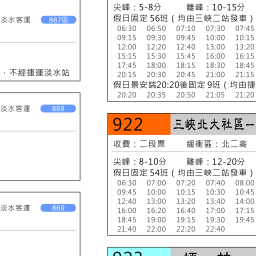 淡水客運 867區
，不經捷運淡水站
淡水客運 868
淡水客運 869
尖峰：5-8分 離峰：10-15分
假日固定56班（均由三峽二站發車）
06:30 06:50 07:10 07:30 07:45
09:15 09:30 09:45 10:00 10:15
12:00 12:20 12:40 13:00 13:20
15:15 15:30 15:45 16:00 16:15
17:45 18:00 18:15 18:30 18:45
20:15 20:30 20:45 21:00 21:15
假日景安端20:20後固定9班（均由捷
20:20 20:35 20:50 21:05 21:20
922 三峽北大社區－
收費：二段票 緩衝區：北二高
尖峰：8-10分 離峰：12-20分
假日固定54班（均由三峽二站發車）
06:30 07:00 07:20 07:40 08:00
09:45 10:00 10:15 10:30 10:45
12:40 13:00 13:20 13:40 14:00
16:00 16:20 16:40 17:00 17:15
18:45 19:00 19:15 19:30 19:45
21:40 22:00 22:20 22:40